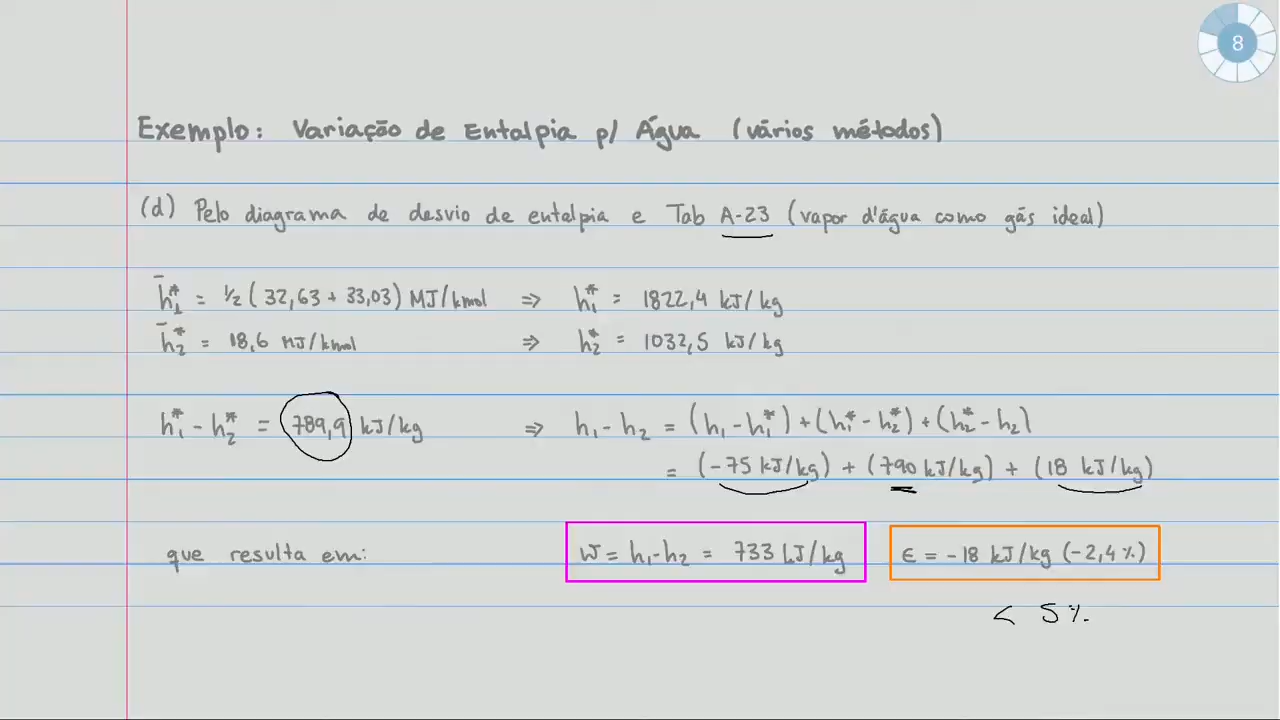 8
Exemplo: Variação de Entalpia p/ Água (vários métodos)
(d) Pelo diagrama de desvio de entalpia e Tab A-23 (vapor d'água como gás ideal)
h̄₁* = ½ (32,63 + 33,03) MJ/kmol ⇒ h₁* = 1822,4 kJ/kg
h̄₂* = 18,6 MJ/kmol ⇒ h₂* = 1032,5 kJ/kg
h₁* - h₂* = 789,9 kJ/kg ⇒ h₁ - h₂ = (h₁ - h₁*) + (h₁* - h₂*) + (h₂* - h₂)
= (-75 kJ/kg) + (790 kJ/kg) + (18 kJ/kg)
que resulta em: W = h₁-h₂ = 733 kJ/kg ϵ = -18 kJ/kg (-2,4%)
< 5%